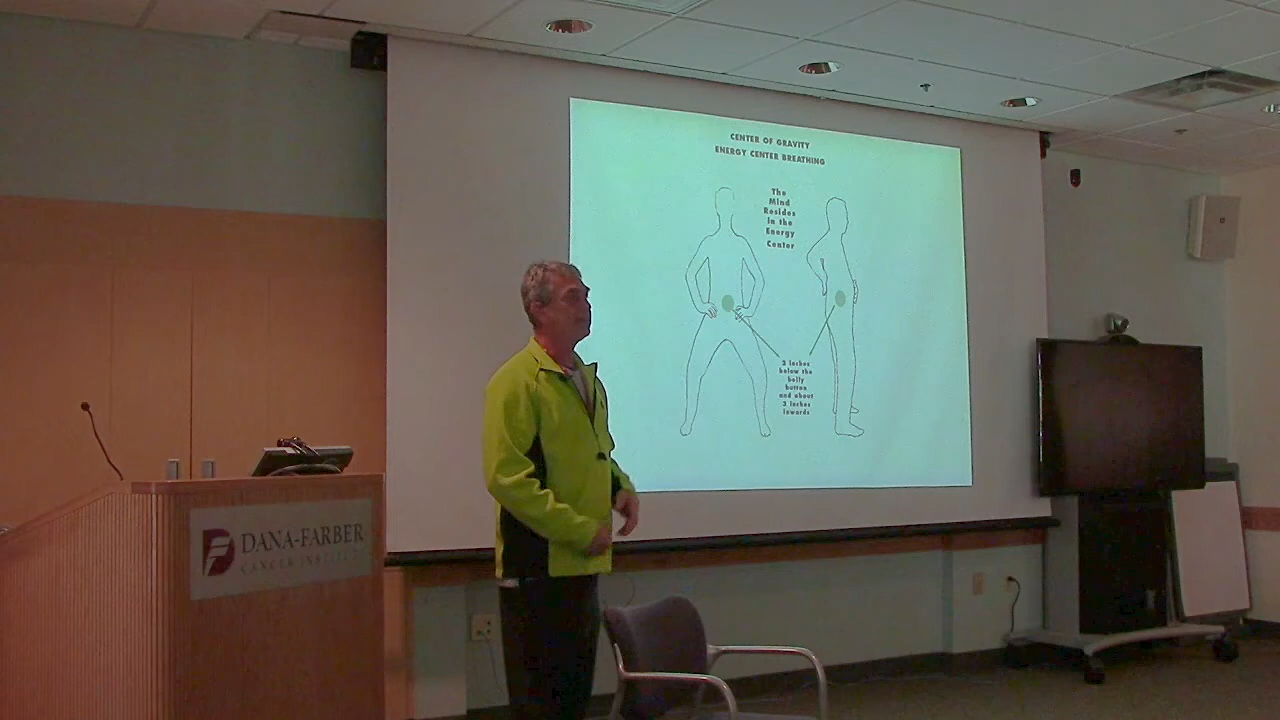 CENTER OF GRAVITY
ENERGY CENTER BREATHING
The
Mind
Resides
In the
Energy
Center
2 inches
below the
belly
button
and about
2 inches
inwards
DANA-FARBER
CANCER INSTITUTE